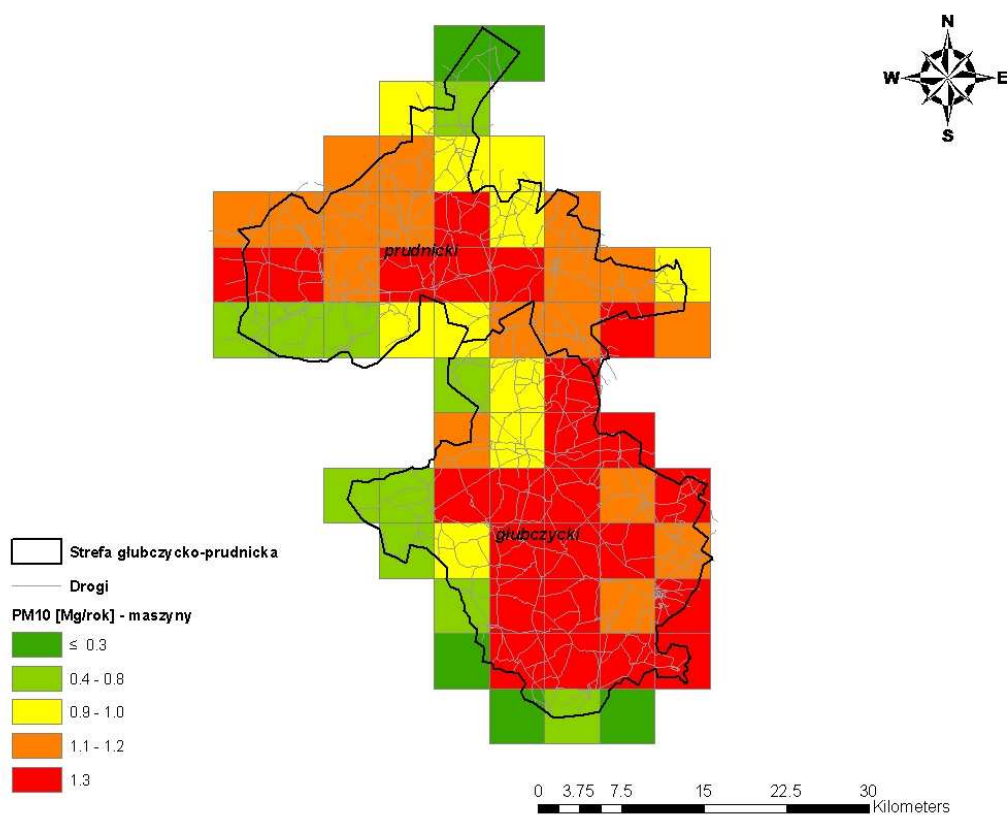 N
W E
S
prudnicki
głubczycki
Strefa głubczycko-prudnicka
Drogi
PM10 [Mg/rok] - maszyny
≤ 0.3
0.4 - 0.8
0.9 - 1.0
1.1 - 1.2
1.3
0 3.75 7.5 15 22.5 30
Kilometers